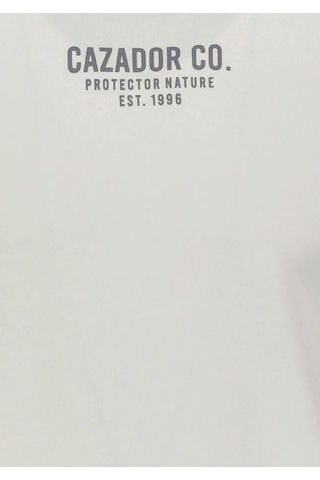 CAZADOR CO.
PROTECTOR NATURE
EST. 1996